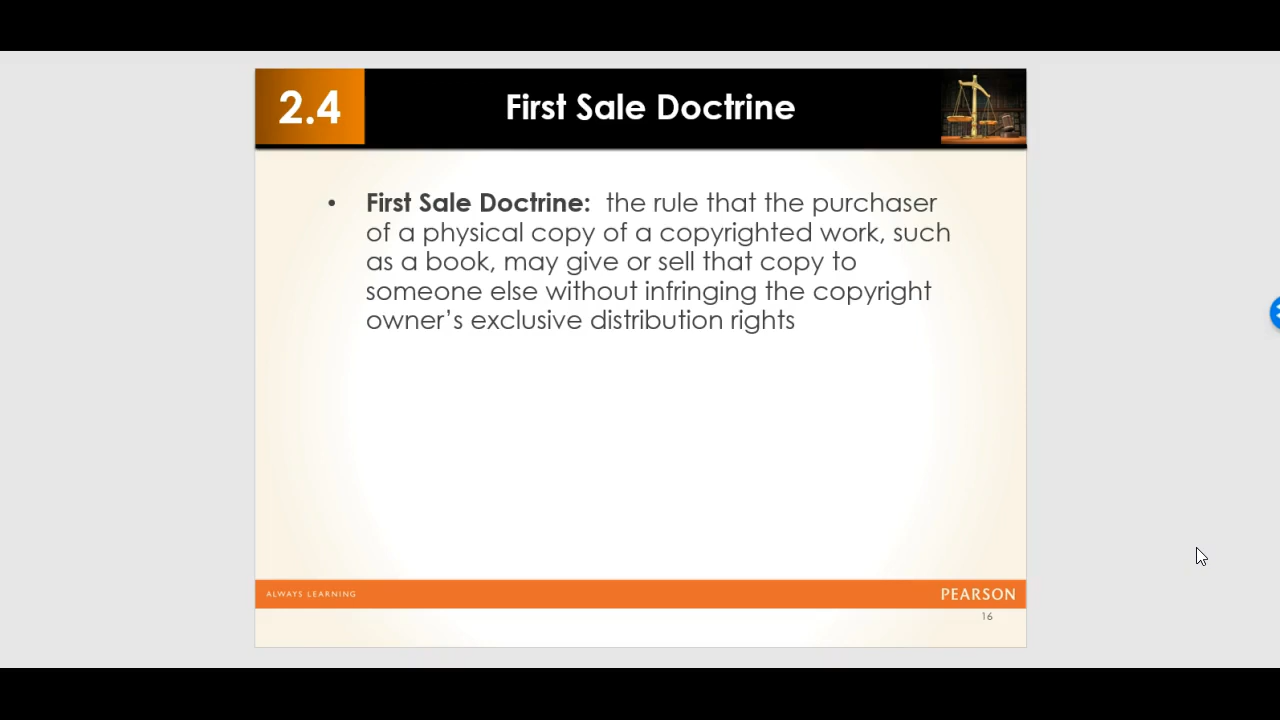 2.4
First Sale Doctrine
• First Sale Doctrine: the rule that the purchaser
of a physical copy of a copyrighted work, such
as a book, may give or sell that copy to
someone else without infringing the copyright
owner’s exclusive distribution rights
ALWAYS LEARNING
PEARSON
16